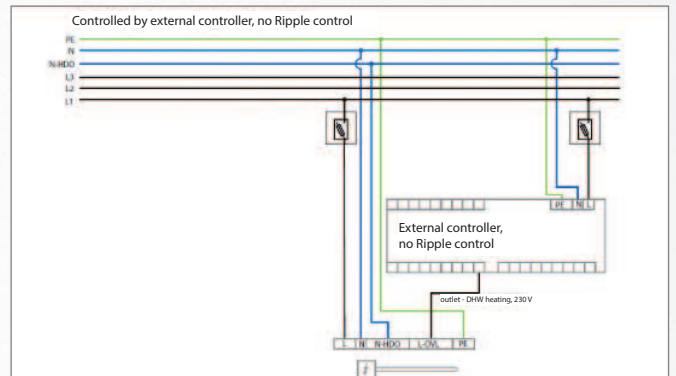 Controlled by external controller, no Ripple control
PE
N
N-HDO
L3
L2
L1
PE N L
External controller,
no Ripple control
outlet - DHW heating, 230 V
L N N-HDO L-OVL PE